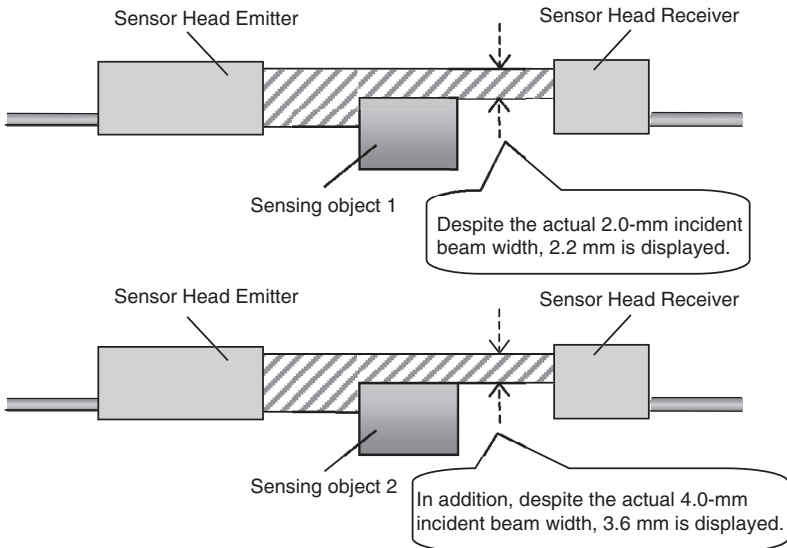 Sensor Head Emitter
Sensor Head Receiver
Sensing object 1
Despite the actual 2.0-mm incident
beam width, 2.2 mm is displayed.
Sensor Head Emitter
Sensor Head Receiver
Sensing object 2
In addition, despite the actual 4.0-mm
incident beam width, 3.6 mm is displayed.